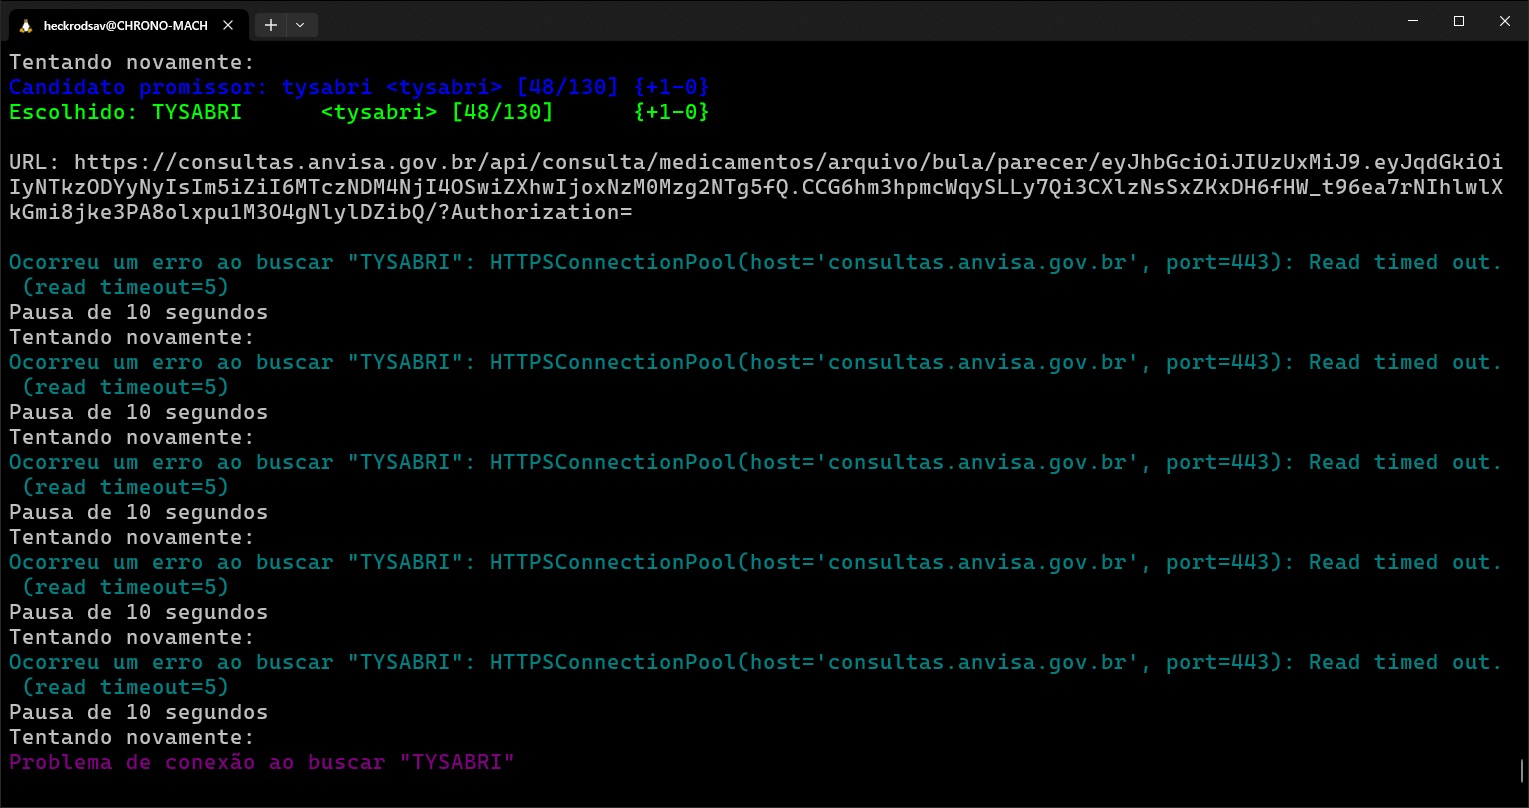 heckrodsav@CHRONO-MACH
Tentando novamente:
Candidato promissor: tysabri <tysabri> [48/130] {+1-0}
Escolhido: TYSABRI      <tysabri> [48/130]      {+1-0}
URL: https://consultas.anvisa.gov.br/api/consulta/medicamentos/arquivo/bula/parecer/eyJhbGciOiJIUzUxMiJ9.eyJqdGkiOi
IyNTkzODYyNyIsIm5iZiI6MTczNDM4NjI4OSwiZXhwIjoxNzM0Mzg2NTg5fQ.CCG6hm3hpmcWqySLLy7Qi3CXlzNsSxZKxDH6fHW_t96ea7rNIhlwlX
kGmi8jke3PA8olxpu1M3O4gNlylDZibQ/?Authorization=
Ocorreu um erro ao buscar "TYSABRI": HTTPSConnectionPool(host='consultas.anvisa.gov.br', port=443): Read timed out.
(read timeout=5)
Pausa de 10 segundos
Tentando novamente:
Ocorreu um erro ao buscar "TYSABRI": HTTPSConnectionPool(host='consultas.anvisa.gov.br', port=443): Read timed out.
(read timeout=5)
Pausa de 10 segundos
Tentando novamente:
Ocorreu um erro ao buscar "TYSABRI": HTTPSConnectionPool(host='consultas.anvisa.gov.br', port=443): Read timed out.
(read timeout=5)
Pausa de 10 segundos
Tentando novamente:
Ocorreu um erro ao buscar "TYSABRI": HTTPSConnectionPool(host='consultas.anvisa.gov.br', port=443): Read timed out.
(read timeout=5)
Pausa de 10 segundos
Tentando novamente:
Ocorreu um erro ao buscar "TYSABRI": HTTPSConnectionPool(host='consultas.anvisa.gov.br', port=443): Read timed out.
(read timeout=5)
Pausa de 10 segundos
Tentando novamente:
Problema de conexão ao buscar "TYSABRI"